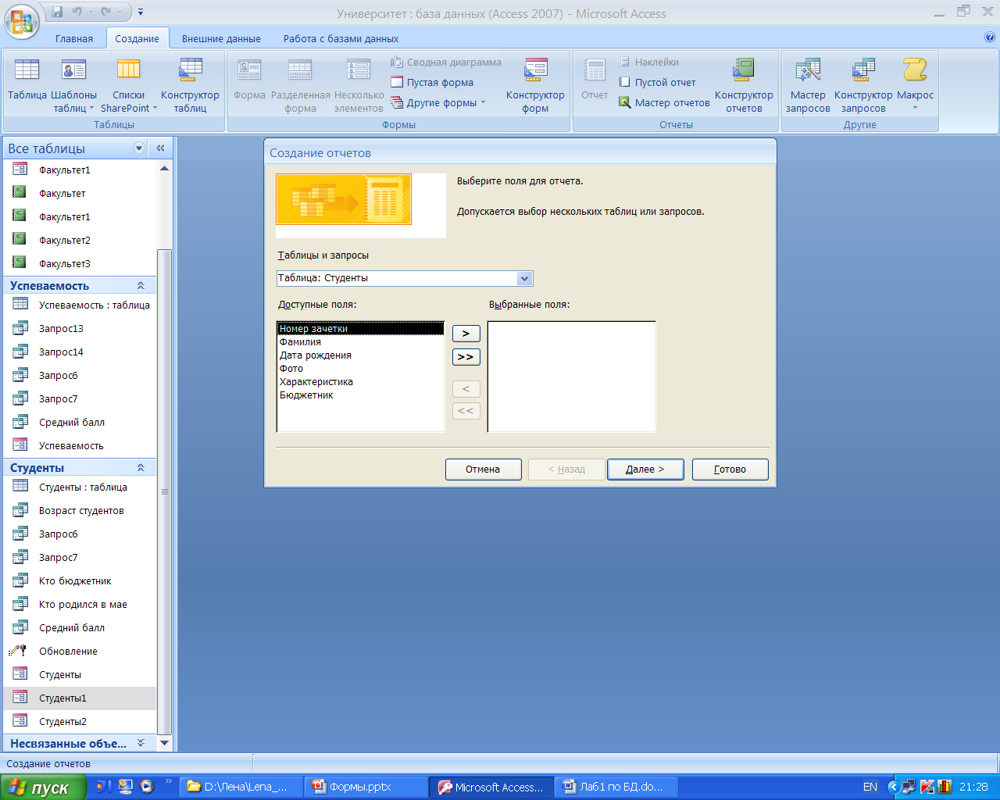 Университет : база данных (Access 2007) - Microsoft Access
Главная Создание Внешние данные Работа с базами данных
Таблица Шаблоны таблиц Списки SharePoint Конструктор таблиц
Таблицы
Форма Разделенная форма Несколько элементов
Сводная диаграмма
Пустая форма
Другие формы
Конструктор форм
Формы
Отчет
Наклейки
Пустой отчет
Мастер отчетов
Конструктор отчетов
Отчеты
Мастер запросов Конструктор запросов Макрос
Другие
Все таблицы
Факультет1
Факультет
Факультет1
Факультет2
Факультет3
Успеваемость
Успеваемость : таблица
Запрос13
Запрос14
Запрос6
Запрос7
Средний балл
Успеваемость
Студенты
Студенты : таблица
Возраст студентов
Запрос6
Запрос7
Кто бюджетник
Кто родился в мае
Средний балл
Обновление
Студенты
Студенты1
Студенты2
Несвязанные объе...
Создание отчетов
Выберите поля для отчета.
Допускается выбор нескольких таблиц или запросов.
Таблицы и запросы
Таблица: Студенты
Доступные поля: Выбранные поля:
Номер зачетки
Фамилия
Дата рождения
Фото
Характеристика
Бюджетник
>
>>
<
<<
Отмена < Назад Далее > Готово
Создание отчетов
пуск D:\Лена\Lena_... Формы.pptx Microsoft Access... Лаб1 по БД.do... EN 21:28